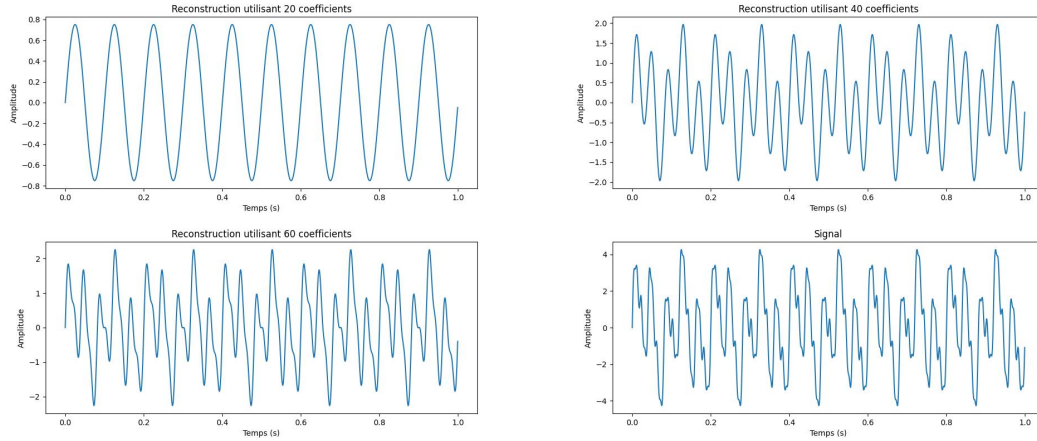 Reconstruction utilisant 20 coefficients
0.8
0.6
0.4
0.2
0.0
−0.2
−0.4
−0.6
−0.8
Amplitude
0.0 0.2 0.4 0.6 0.8 1.0
Temps (s)
Reconstruction utilisant 40 coefficients
2.0
1.5
1.0
0.5
0.0
−0.5
−1.0
−1.5
−2.0
Amplitude
0.0 0.2 0.4 0.6 0.8 1.0
Temps (s)
Reconstruction utilisant 60 coefficients
2
1
0
−1
−2
Amplitude
0.0 0.2 0.4 0.6 0.8 1.0
Temps (s)
Signal
4
2
0
−2
−4
Amplitude
0.0 0.2 0.4 0.6 0.8 1.0
Temps (s)